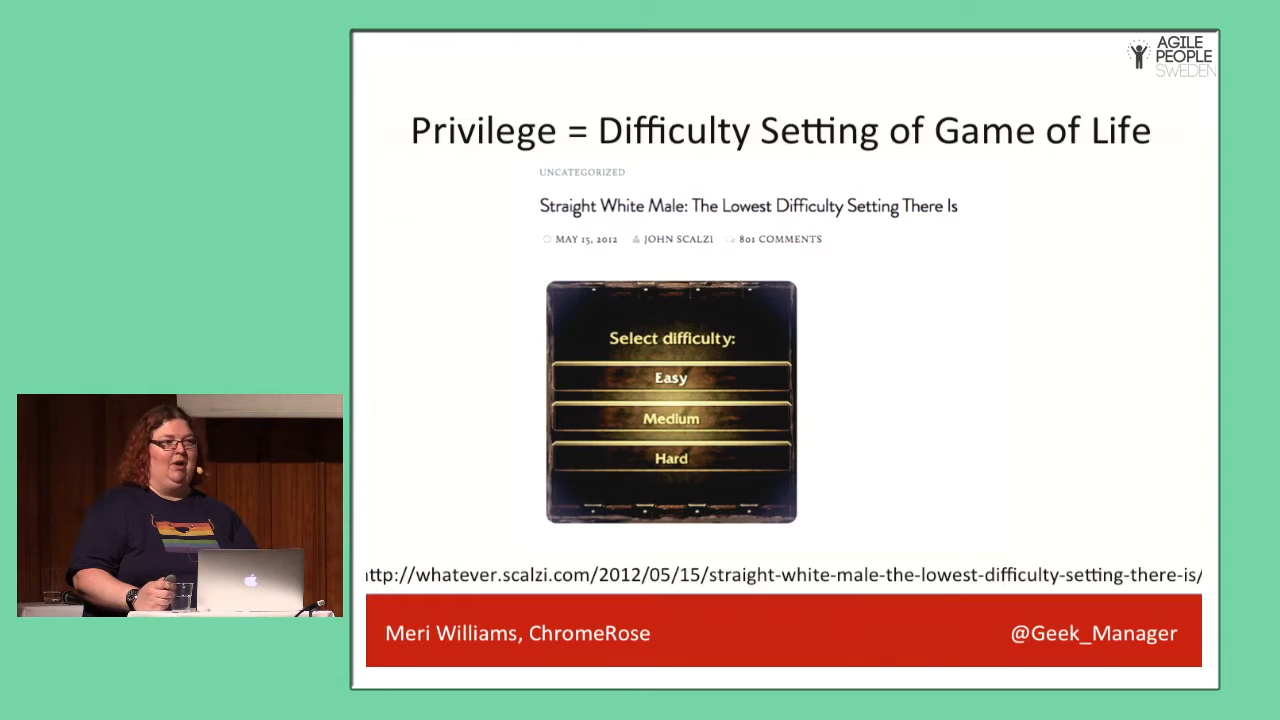 AGILE
PEOPLE
SWEDEN
Privilege = Difficulty Setting of Game of Life
UNCATEGORIZED
Straight White Male: The Lowest Difficulty Setting There Is
MAY 15, 2012 JOHN SCALZI 801 COMMENTS
Select difficulty:
Easy
Medium
Hard
http://whatever.scalzi.com/2012/05/15/straight-white-male-the-lowest-difficulty-setting-there-is/
Meri Williams, ChromeRose @Geek_Manager